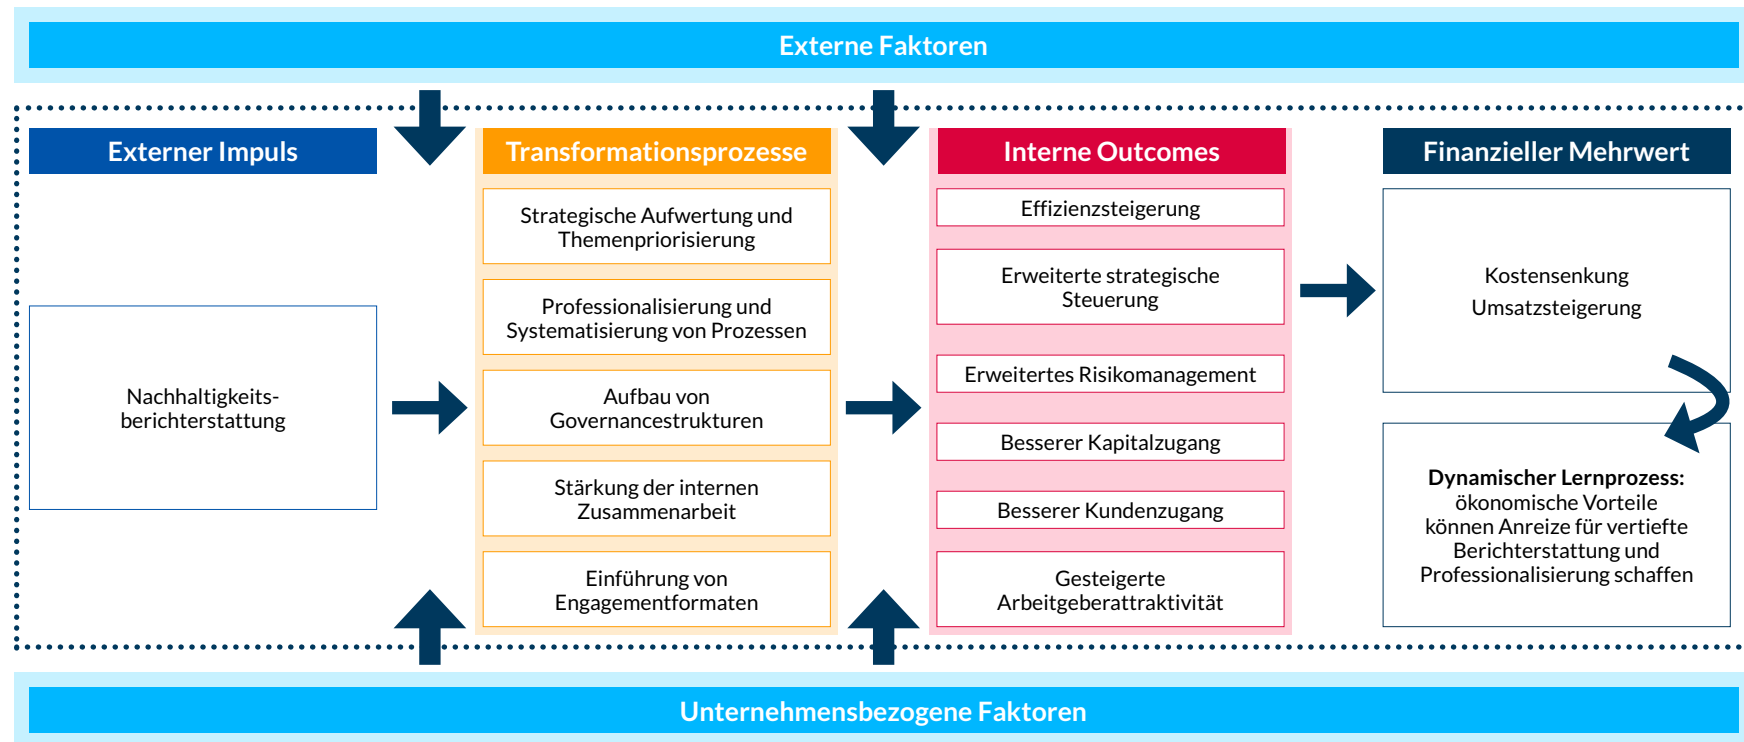 Externe Faktoren
Externer Impuls
Nachhaltigkeits-
berichterstattung
Transformationsprozesse
Strategische Aufwertung und
Themenpriorisierung
Professionalisierung und
Systematisierung von Prozessen
Aufbau von
Governancestrukturen
Stärkung der internen
Zusammenarbeit
Einführung von
Engagementformaten
Interne Outcomes
Effizienzsteigerung
Erweiterte strategische
Steuerung
Erweitertes Risikomanagement
Besserer Kapitalzugang
Besserer Kundenzugang
Gesteigerte
Arbeitgeberattraktivität
Finanzieller Mehrwert
Kostensenkung
Umsatzsteigerung
Dynamischer Lernprozess:
ökonomische Vorteile
können Anreize für vertiefte
Berichterstattung und
Professionalisierung schaffen
Unternehmensbezogene Faktoren